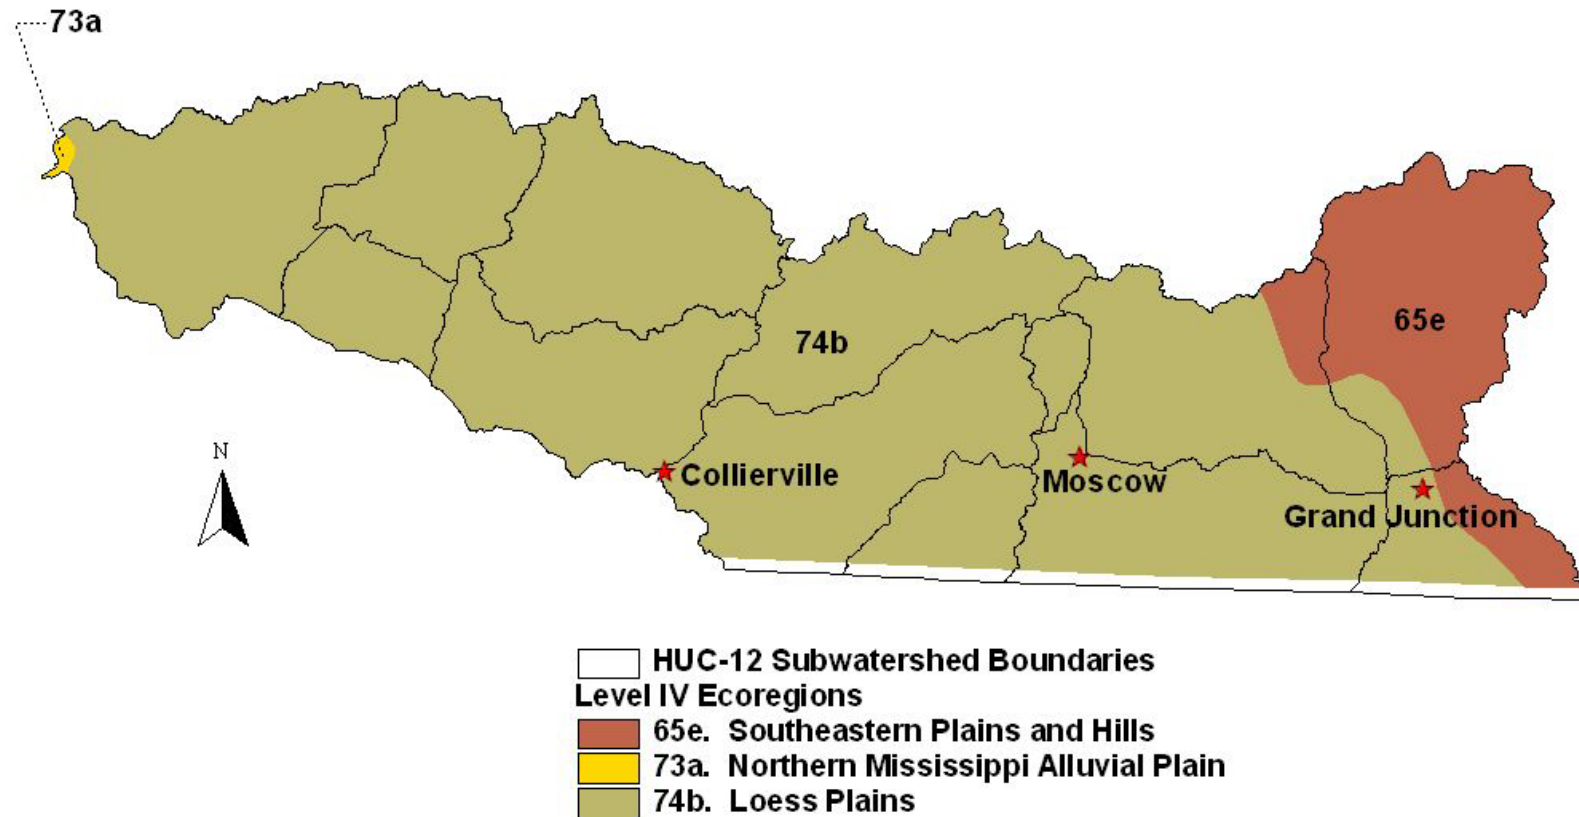 73a
65e
74b
Collierville
Moscow
Grand Junction
N
HUC-12 Subwatershed Boundaries
Level IV Ecoregions
65e. Southeastern Plains and Hills
73a. Northern Mississippi Alluvial Plain
74b. Loess Plains